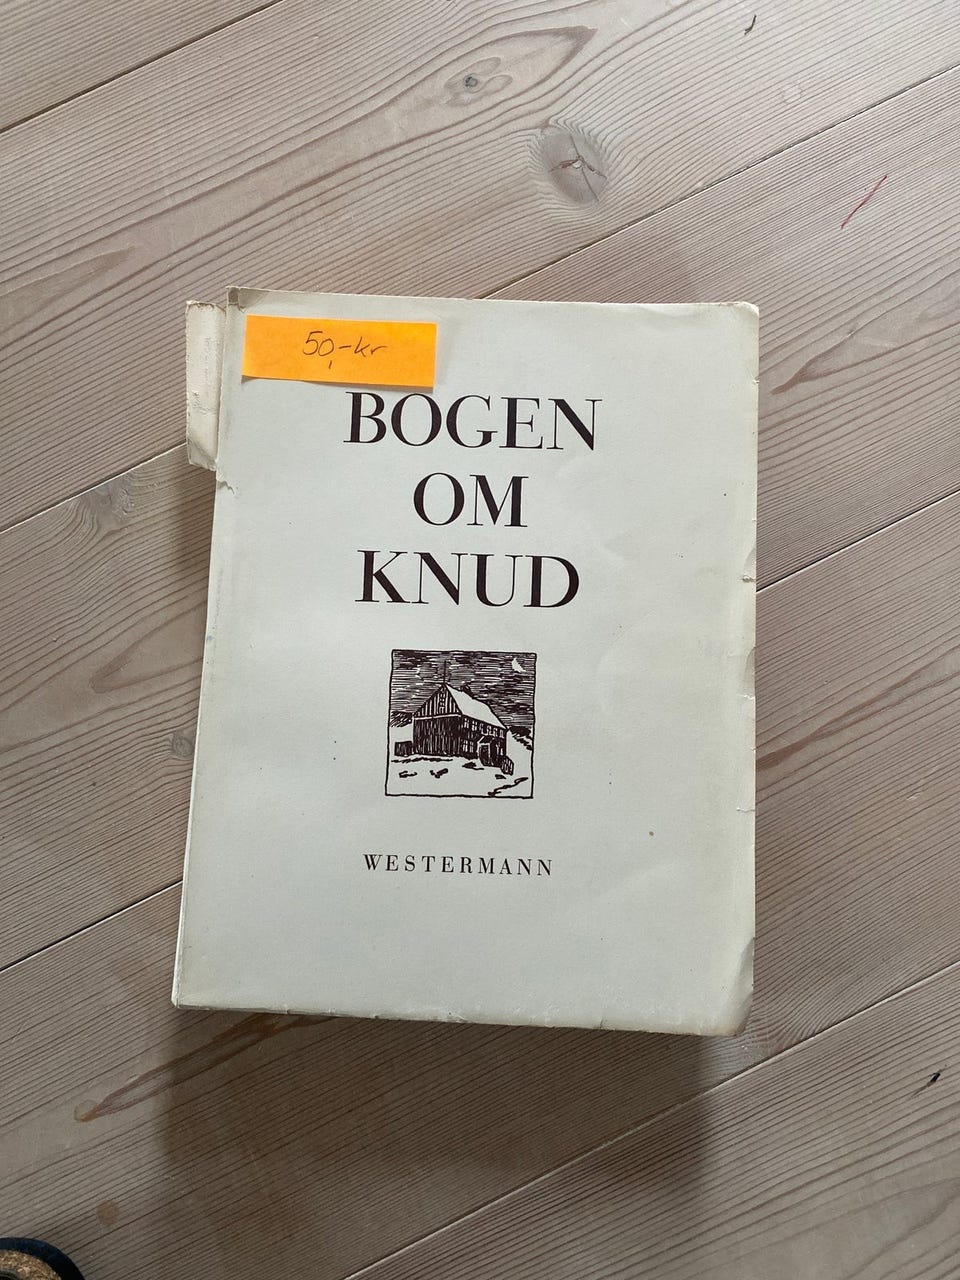 50,-kr
BOGEN
OM
KNUD
WESTERMANN